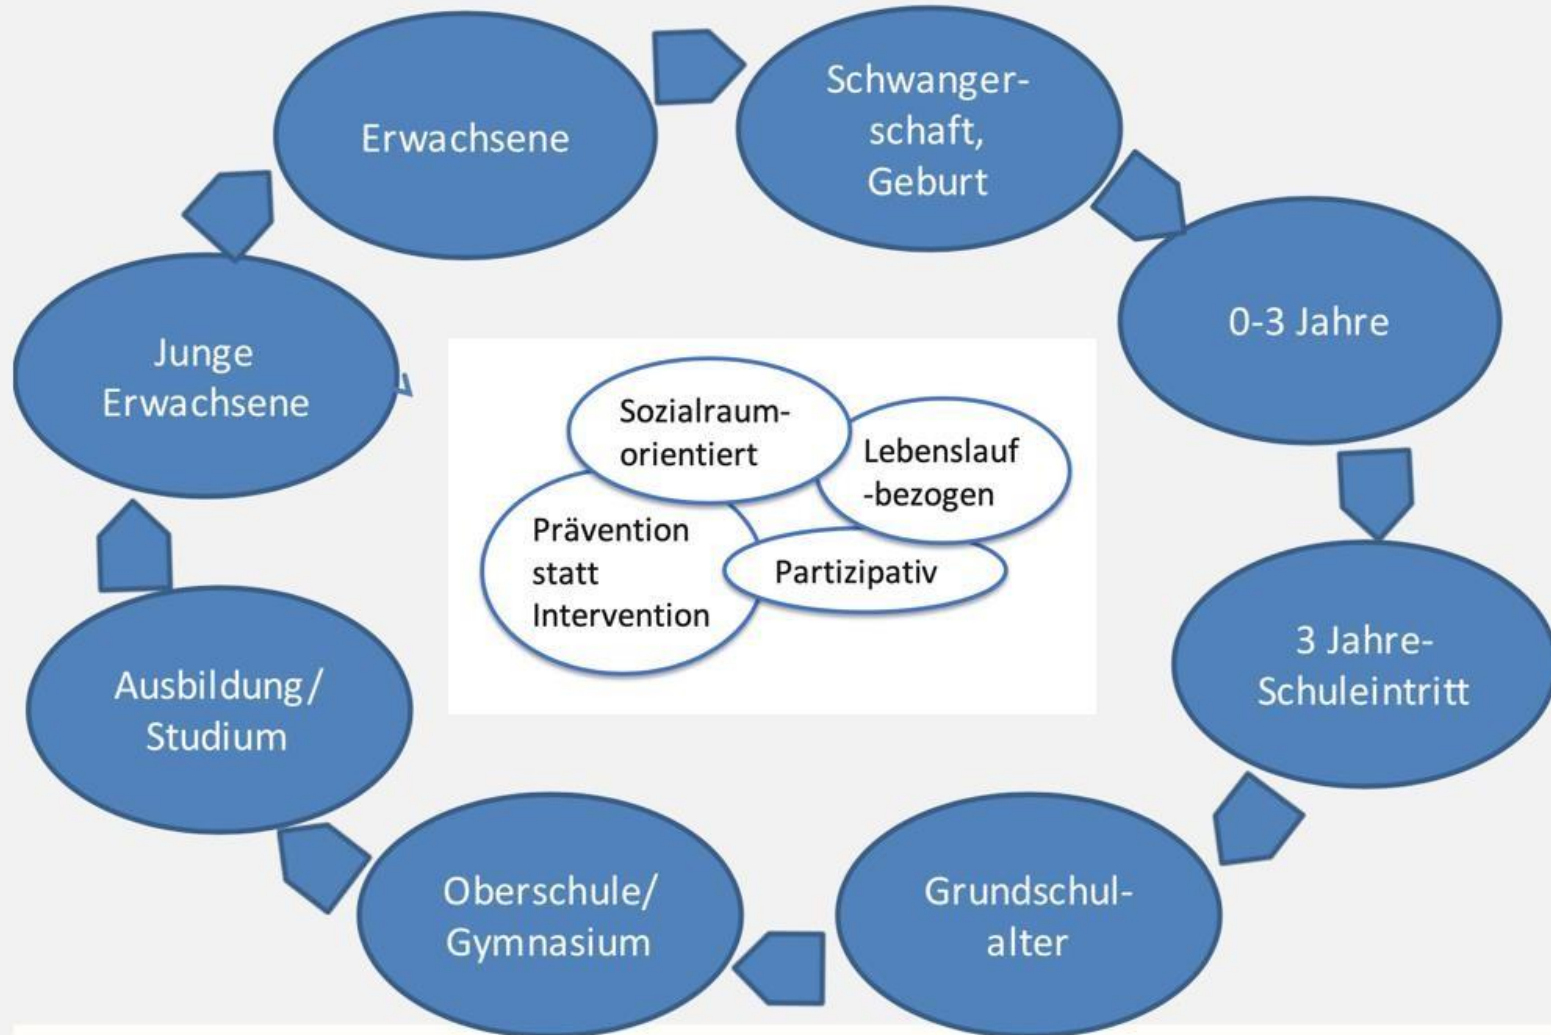 Erwachsene
Schwanger-
schaft,
Geburt
0-3 Jahre
3 Jahre-
Schuleintritt
Grundschul-
alter
Oberschule/
Gymnasium
Ausbildung/
Studium
Junge
Erwachsene
Sozialraum-
orientiert
Lebenslauf
-bezogen
Prävention
statt
Intervention
Partizipativ